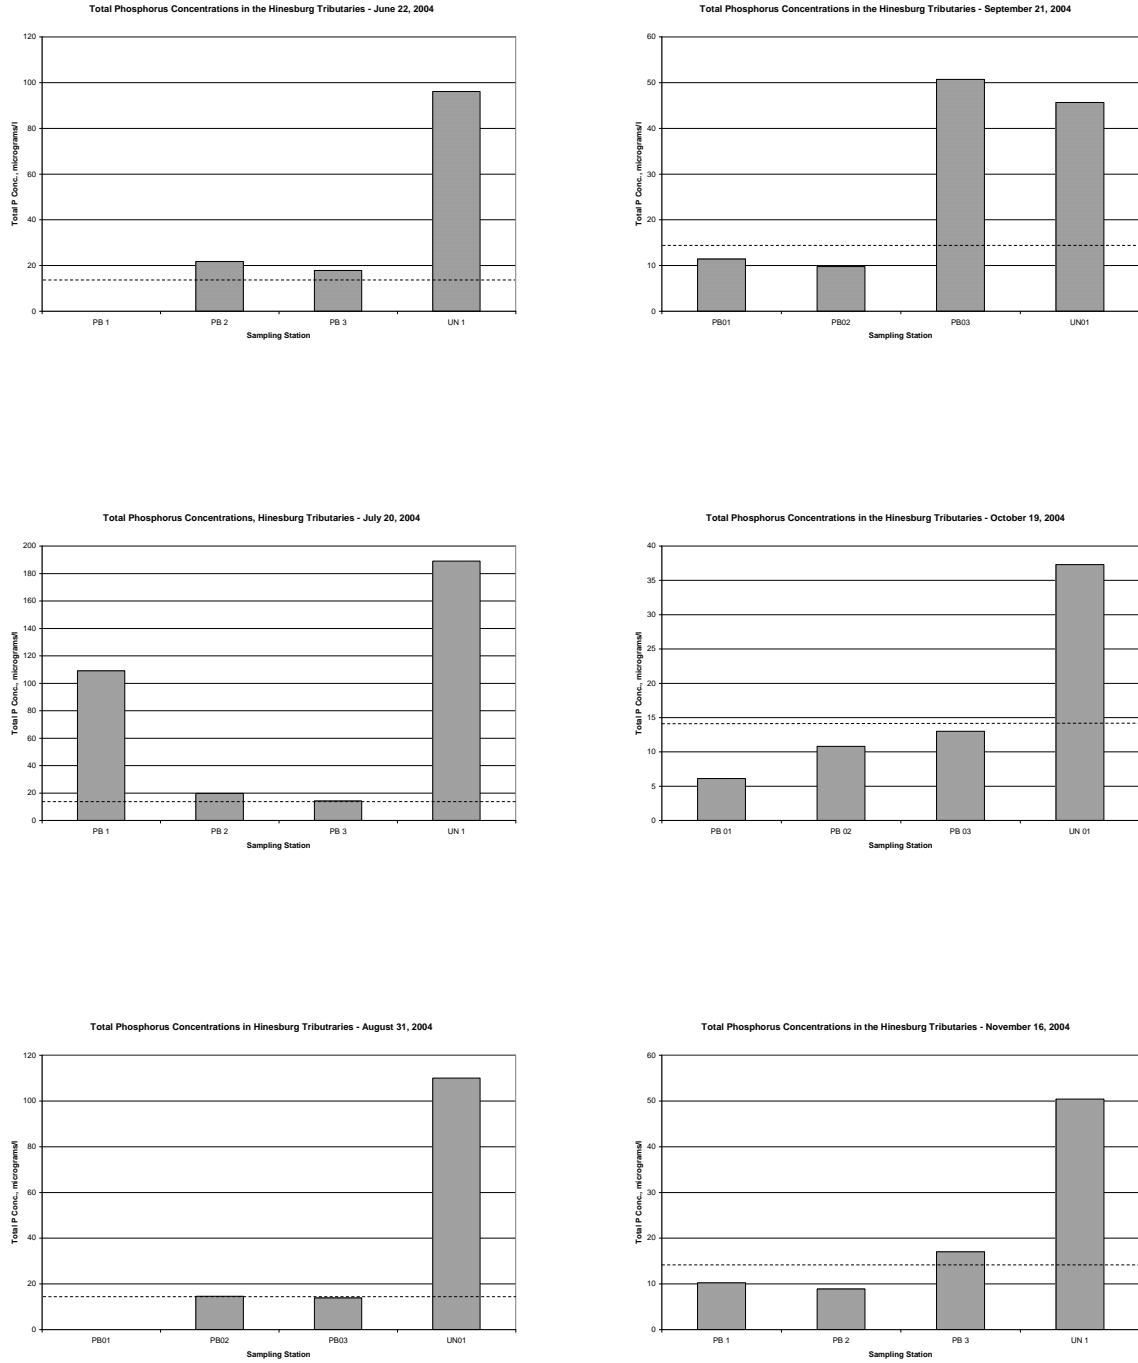 Total Phosphorus Concentrations in the Hinesburg Tributaries - June 22, 2004
120
100
80
60
40
20
0
Total P Conc., micrograms/l
PB 1 PB 2 PB 3 UN 1
Sampling Station
Total Phosphorus Concentrations in the Hinesburg Tributaries - September 21, 2004
60
50
40
30
20
10
0
Total P Conc., micrograms/l
PB01 PB02 PB03 UN01
Sampling Station
Total Phosphorus Concentrations, Hinesburg Tributaries - July 20, 2004
200
180
160
140
120
100
80
60
40
20
0
Total P Conc., micrograms/l
PB 1 PB 2 PB 3 UN 1
Sampling Station
Total Phosphorus Concentrations in the Hinesburg Tributaries - October 19, 2004
40
35
30
25
20
15
10
5
0
Total P Conc., micrograms/l
PB 01 PB 02 PB 03 UN 01
Sampling Station
Total Phosphorus Concentrations in Hinesburg Tributraries - August 31, 2004
120
100
80
60
40
20
0
Total P Conc., micrograms/l
PB01 PB02 PB03 UN01
Sampling Station
Total Phosphorus Concentrations in the Hinesburg Tributaries - November 16, 2004
60
50
40
30
20
10
0
Total P Conc., micrograms/l
PB 1 PB 2 PB 3 UN 1
Sampling Station